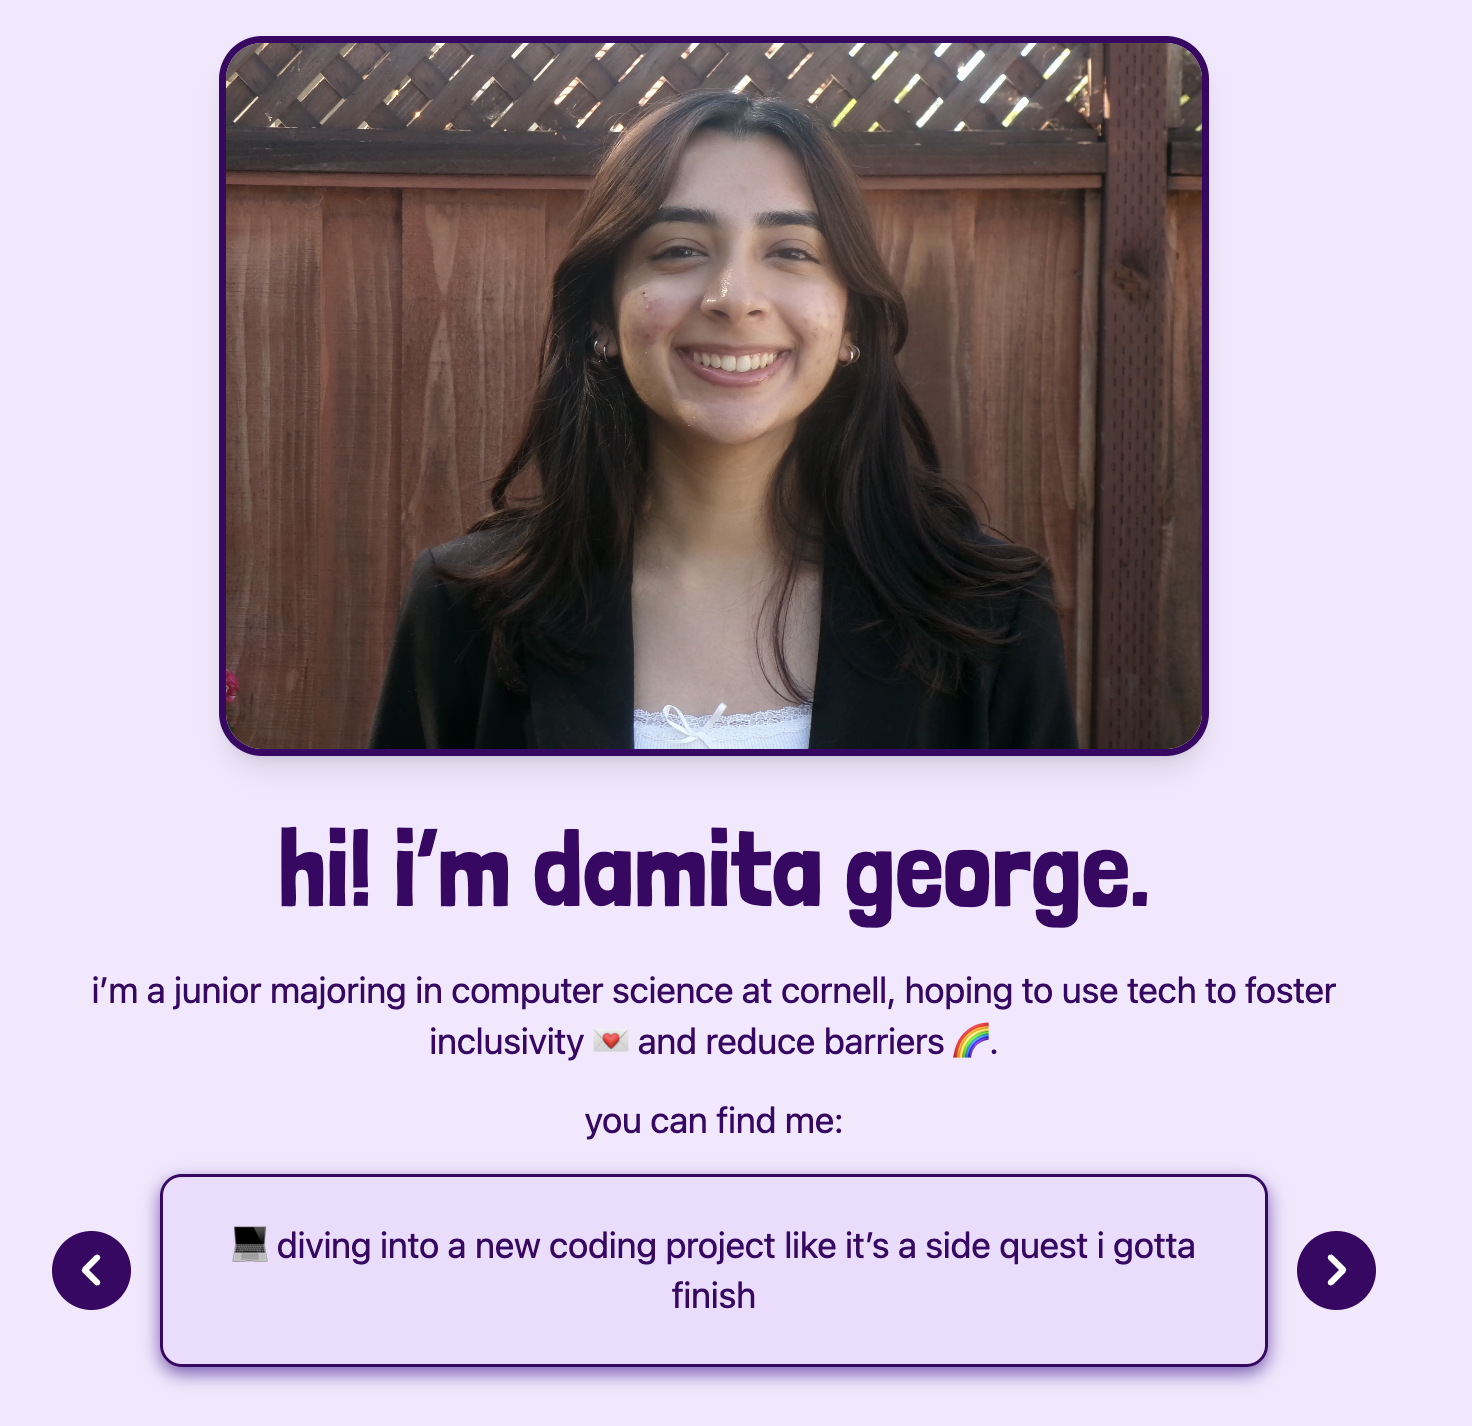 hi! i’m damita george.
i’m a junior majoring in computer science at cornell, hoping to use tech to foster
inclusivity 💌 and reduce barriers 🌈.
you can find me:
💻 diving into a new coding project like it’s a side quest i gotta
finish